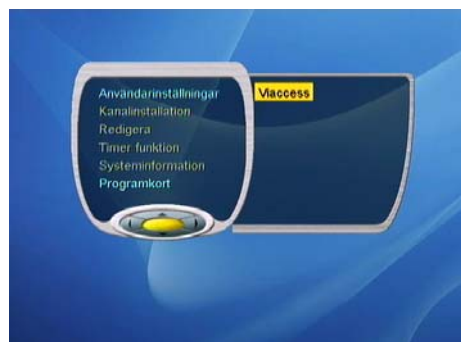 Användarinställningar
Kanalinstallation
Redigera
Timer funktion
Systeminformation
Programkort
Viaccess